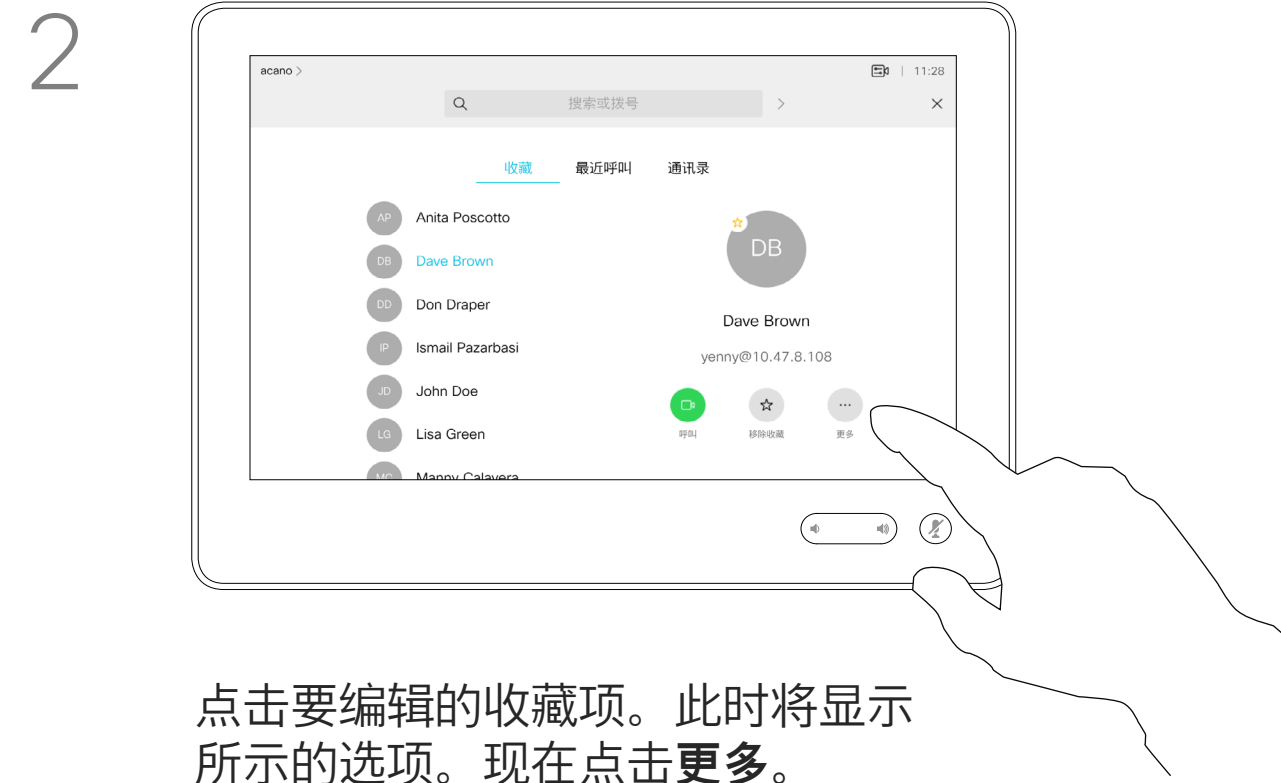 2
acano >
11:28
搜索或拨号
收藏 最近呼叫 通讯录
AP Anita Poscotto
DB Dave Brown
DD Don Draper
IP Ismail Pazarbasi
JD John Doe
LG Lisa Green
MC Manny Calavera
DB
Dave Brown
yenny@10.47.8.108
呼叫 移除收藏 更多
点击要编辑的收藏项。此时将显示
所示的选项。现在点击更多。